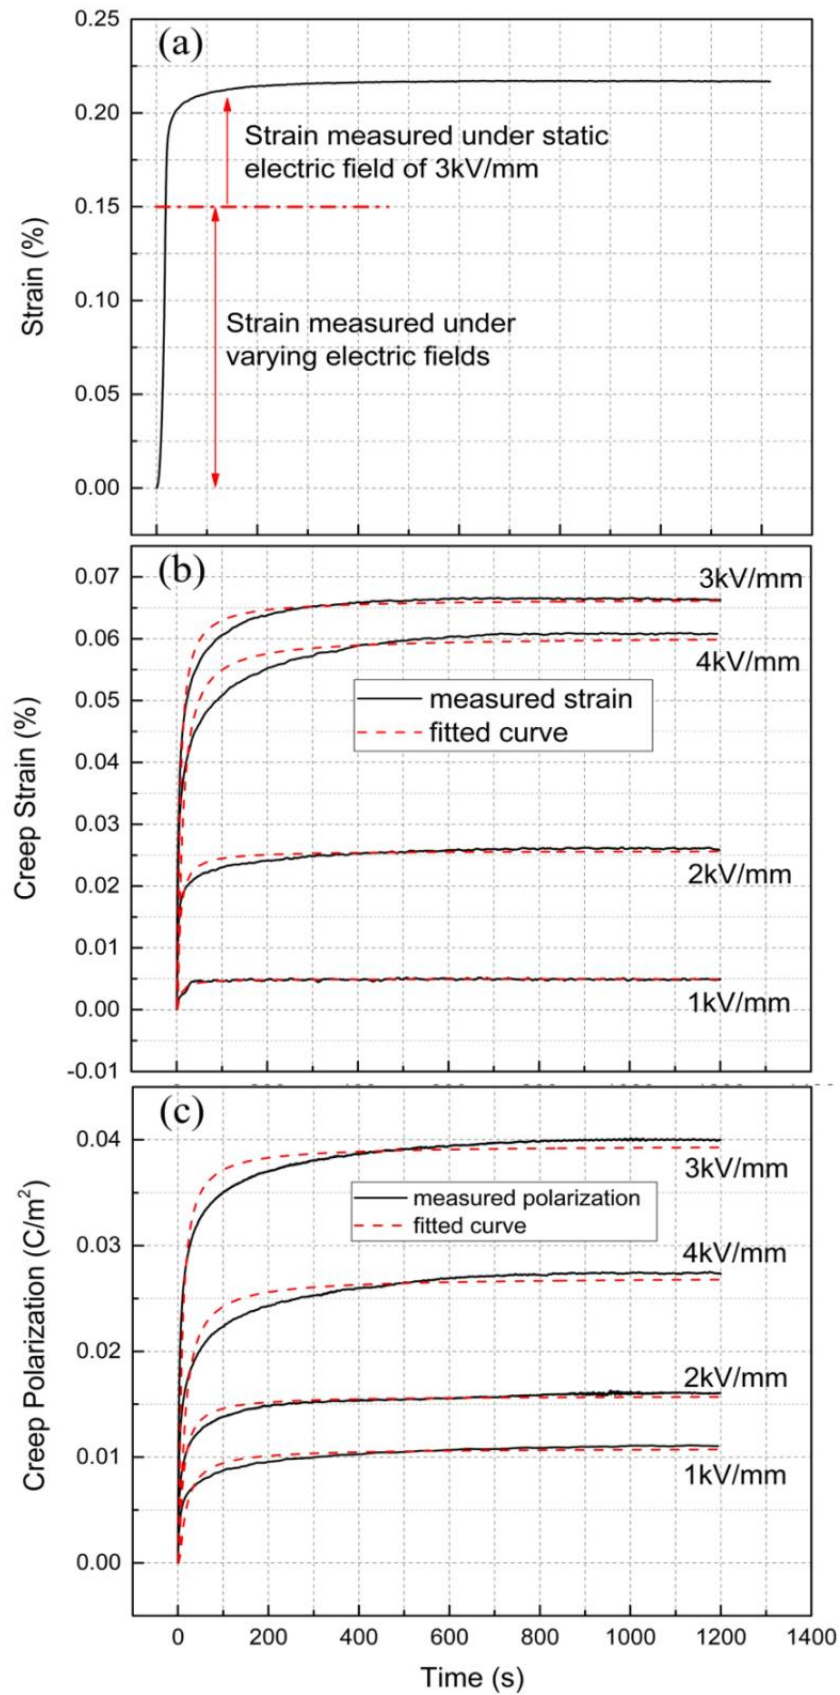 (a)
0.25
0.20
0.15
0.10
0.05
0.00
Strain (%)
Strain measured under static
electric field of 3kV/mm
Strain measured under
varying electric fields
(b)
0.07
0.06
0.05
0.04
0.03
0.02
0.01
0.00
-0.01
Creep Strain (%)
3kV/mm
4kV/mm
measured strain
fitted curve
2kV/mm
1kV/mm
(c)
0.04
0.03
0.02
0.01
0.00
Creep Polarization (C/m²)
3kV/mm
measured polarization
fitted curve
4kV/mm
2kV/mm
1kV/mm
0 200 400 600 800 1000 1200 1400
Time (s)